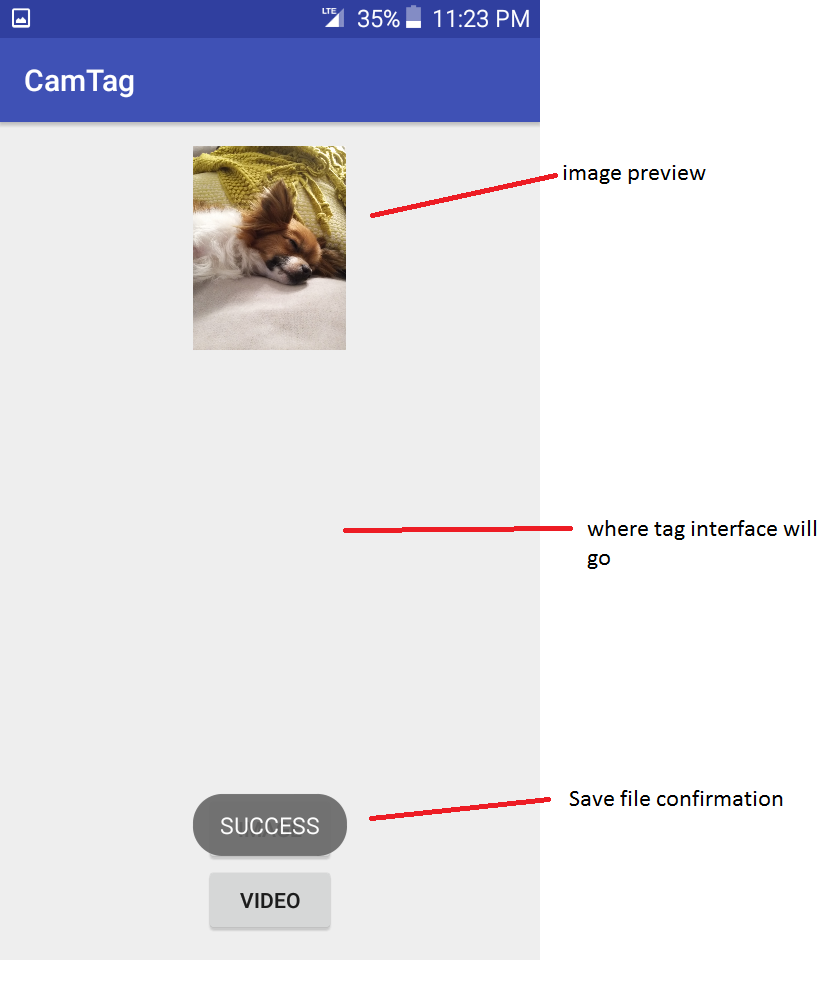 LTE 35% 11:23 PM
CamTag
image preview
where tag interface will
go
Save file confirmation
SUCCESS
VIDEO